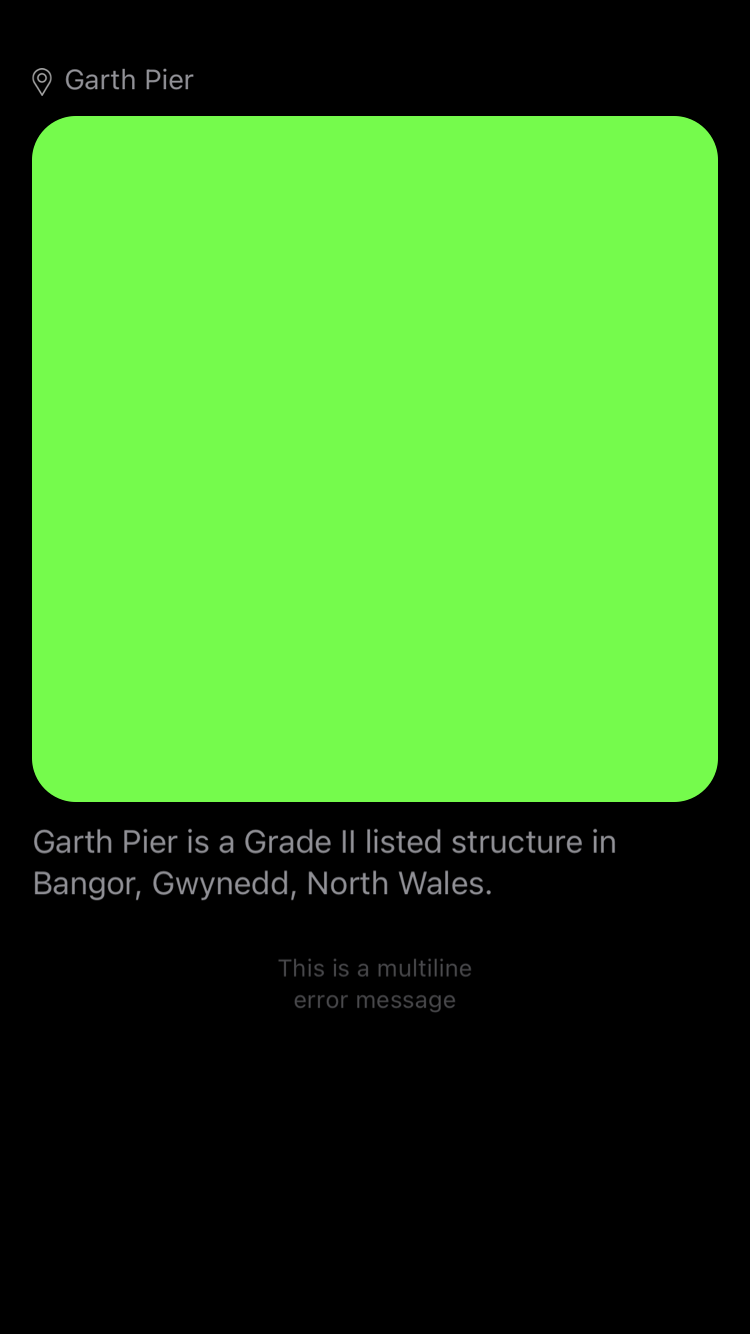 Garth Pier
Garth Pier is a Grade II listed structure in
Bangor, Gwynedd, North Wales.
This is a multiline
error message